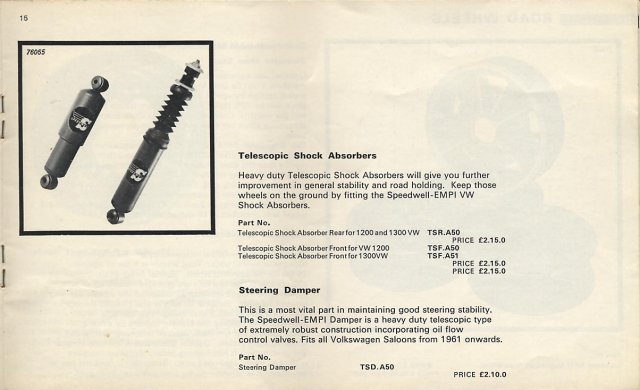 15
76055
Telescopic Shock Absorbers
Heavy duty Telescopic Shock Absorbers will give you further
improvement in general stability and road holding. Keep those
wheels on the ground by fitting the Speedwell-EMPI VW
Shock Absorbers.
Part No.
Telescopic Shock Absorber Rear for 1200 and 1300 VW TSR.A50
PRICE £2.15.0
Telescopic Shock Absorber Front for VW 1200 TSF.A50
Telescopic Shock Absorber Front for 1300VW TSF.A51
PRICE £2.15.0
PRICE £2.15.0
Steering Damper
This is a most vital part in maintaining good steering stability.
The Speedwell-EMPI Damper is a heavy duty telescopic type
of extremely robust construction incorporating oil flow
control valves. Fits all Volkswagen Saloons from 1961 onwards.
Part No.
Steering Damper TSD.A50
PRICE £2.10.0